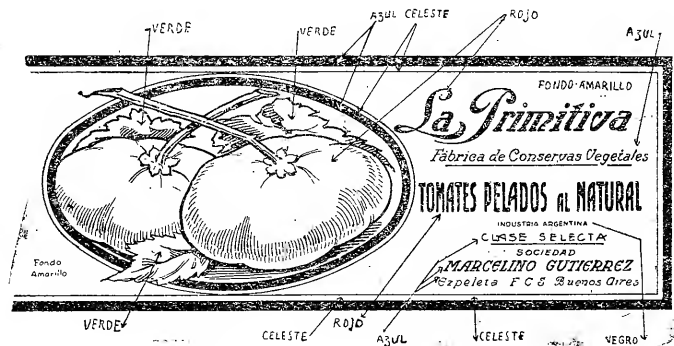 VERDE
VERDE
AZUL CELESTE
ROJO
AZUL
FONDO-AMARILLO
La Primitiva
Fábrica de Conservas Vegetales
TOMATES PELADOS AL NATURAL
INDUSTRIA ARGENTINA
CLASE SELECTA
SOCIEDAD
MARCELINO GUTIERREZ
Ezpeleta F C S Buenos Aires
Fondo
Amarillo
VERDE
CELESTE
ROJO
AZUL
CELESTE
NEGRO